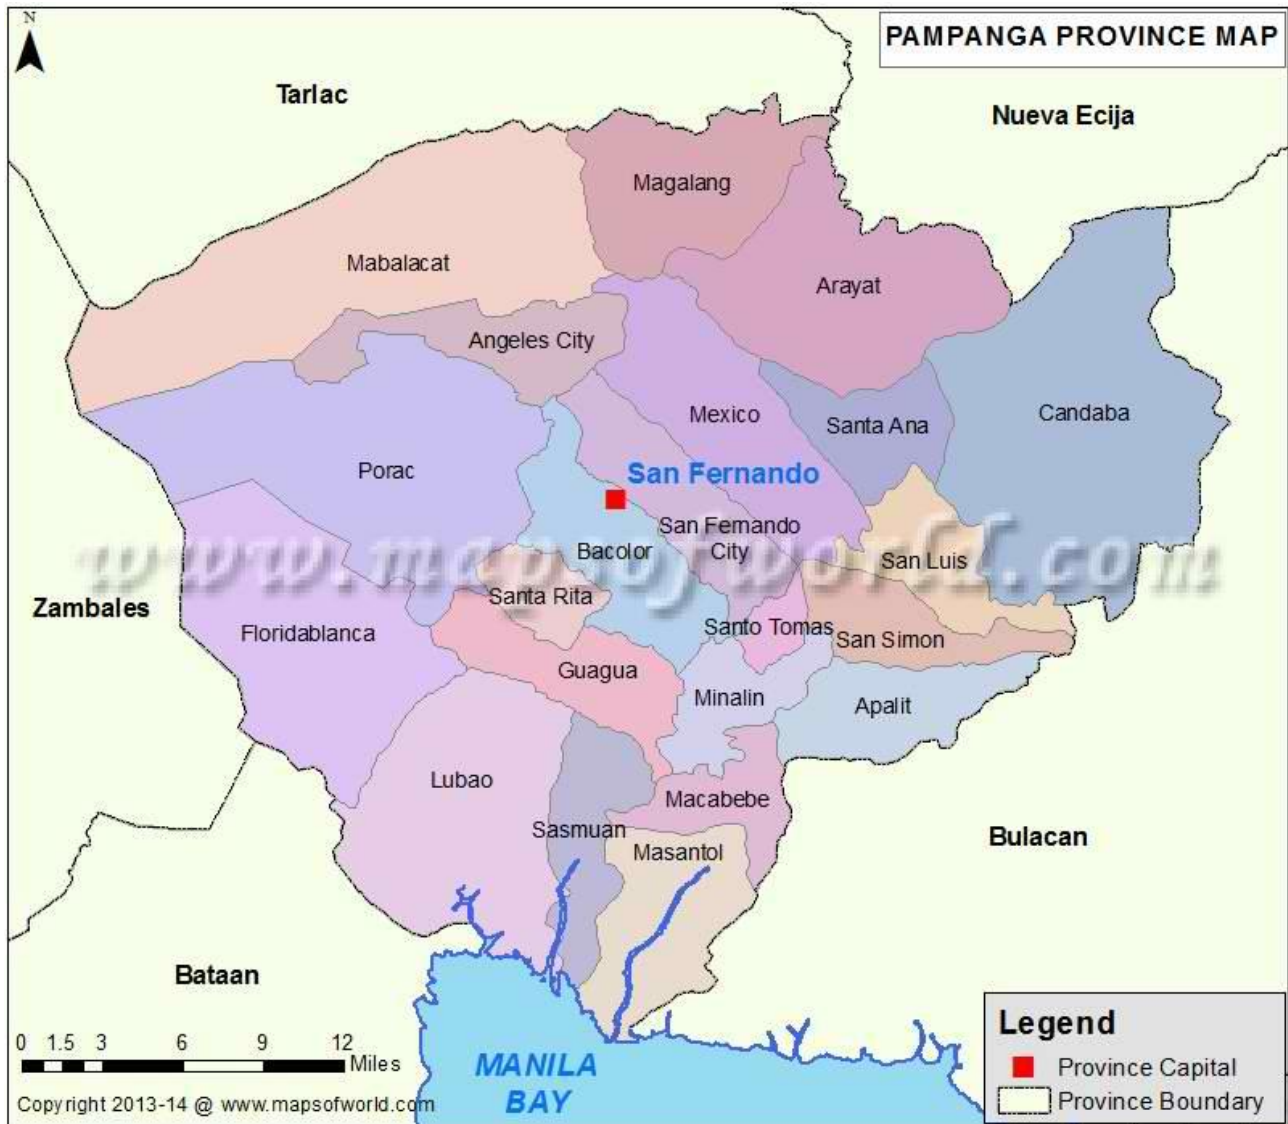 N
PAMPANGA PROVINCE MAP
Tarlac
Nueva Ecija
Magalang
Mabalacat
Arayat
Angeles City
Mexico
Santa Ana
Candaba
Porac
San Fernando
San Fernando
City
Bacolor
San Luis
www.mapsofworld.com
Santa Rita
Zambales
Floridablanca
Santo Tomas
San Simon
Guagua
Minalin
Apalit
Lubao
Macabebe
Sasmuan
Masantol
Bulacan
Bataan
Legend
Province Capital
Province Boundary
0 1.5 3 6 9 12
Miles
MANILA
BAY
Copyright 2013-14 @ www.mapsofworld.com